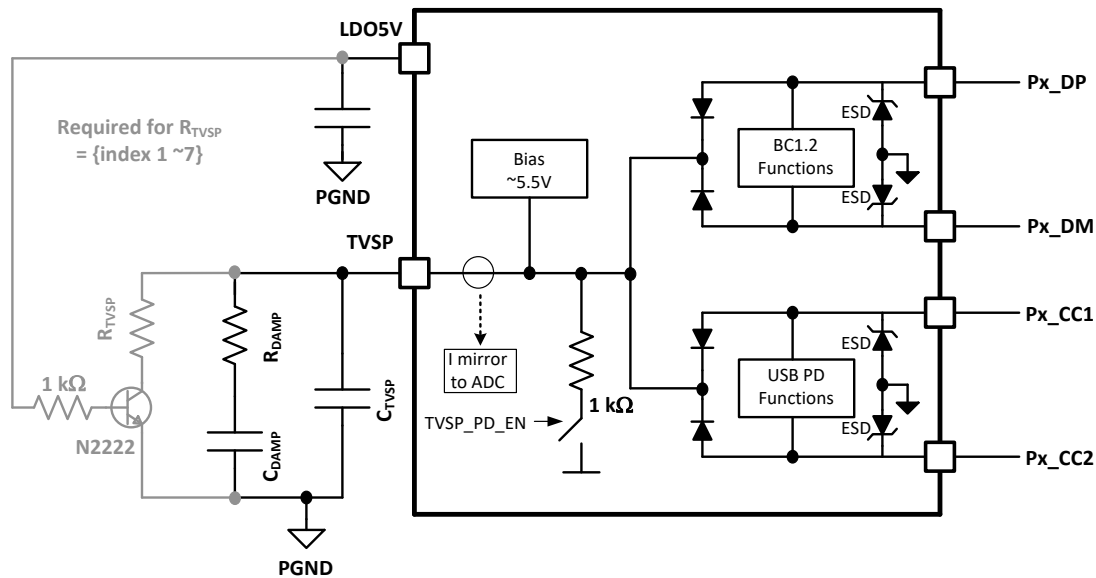 LDO5V
Required for RTVSP
= {index 1 ~7}
PGND
TVSP
Bias
~5.5V
RTVSP
RDAMP
1 kΩ
N2222
CDAMP
CTVSP
PGND
I mirror
to ADC
TVSP_PD_EN
1 kΩ
BC1.2
Functions
ESD
ESD
Px_DP
Px_DM
USB PD
Functions
ESD
ESD
Px_CC1
Px_CC2